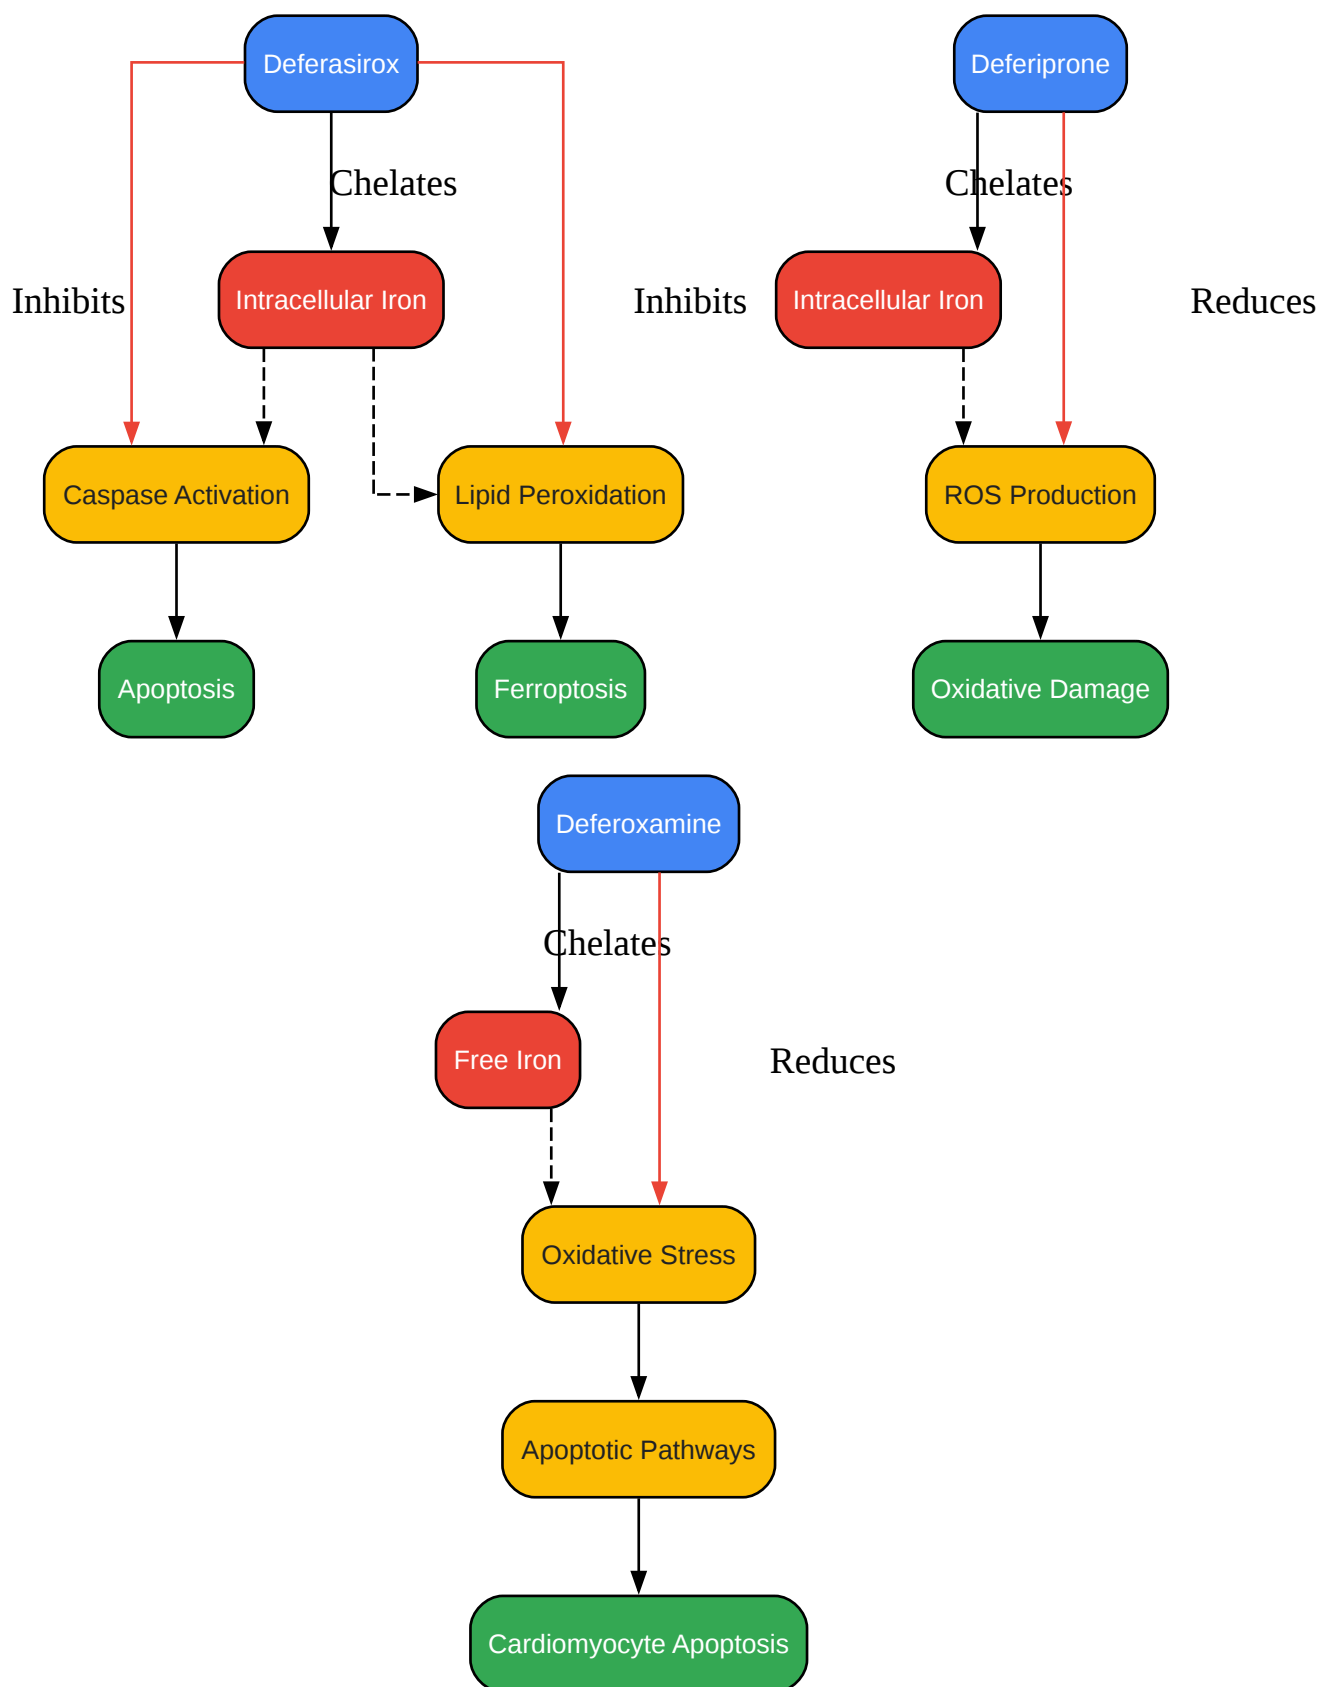 Deferasirox
Deferiprone
Chelates
Chelates
Inhibits
Intracellular Iron
Inhibits
Intracellular Iron
Reduces
Caspase Activation
Lipid Peroxidation
ROS Production
Apoptosis
Ferroptosis
Oxidative Damage
Deferoxamine
Chelates
Free Iron
Reduces
Oxidative Stress
Apoptotic Pathways
Cardiomyocyte Apoptosis